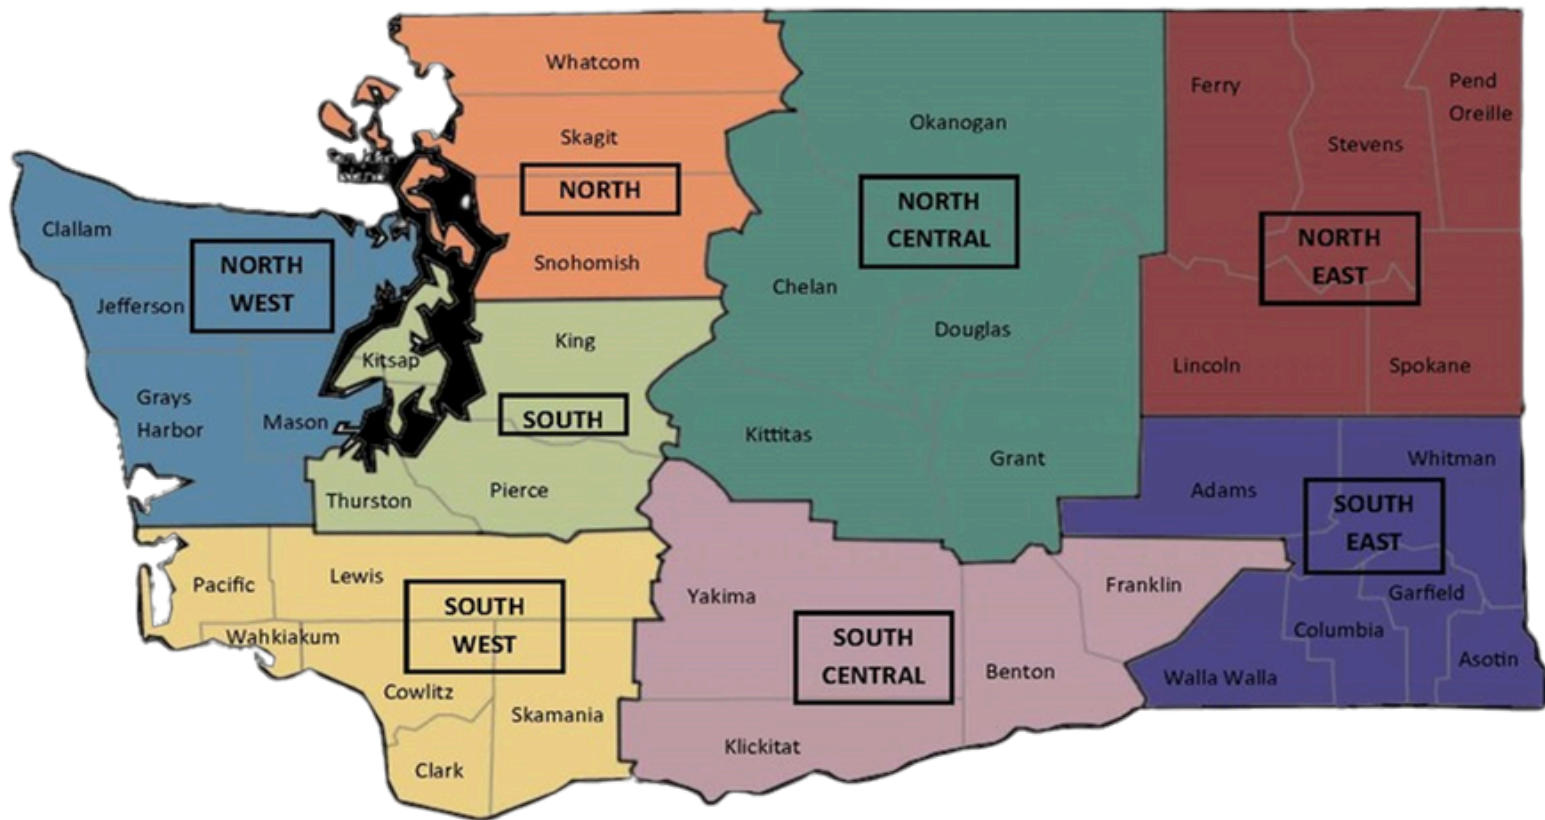 Whatcom
Skagit
NORTH
Snohomish
Okanogan
NORTH
CENTRAL
Chelan
Douglas
Kittitas
Grant
Ferry
Stevens
Pend
Oreille
NORTH
EAST
Lincoln
Spokane
Clallam
NORTH
WEST
Jefferson
Grays
Harbor
Mason
Kitsap
King
SOUTH
Thurston
Pierce
Pacific
Lewis
SOUTH
WEST
Wahkiakum
Cowlitz
Skamania
Clark
Yakima
SOUTH
CENTRAL
Klickitat
Benton
Franklin
Adams
Whitman
SOUTH
EAST
Garfield
Columbia
Asotin
Walla Walla